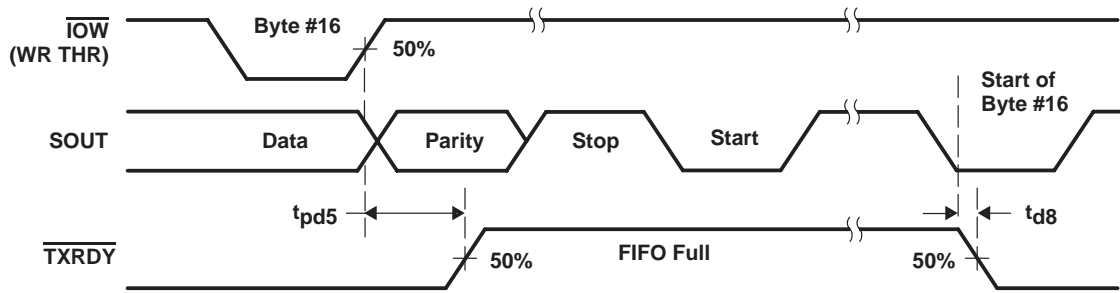 IOW
(WR THR)
Byte #16
50%
Start of
Byte #16
SOUT
Data
Parity
Stop
Start
tpd5
td8
TXRDY
50%
FIFO Full
50%